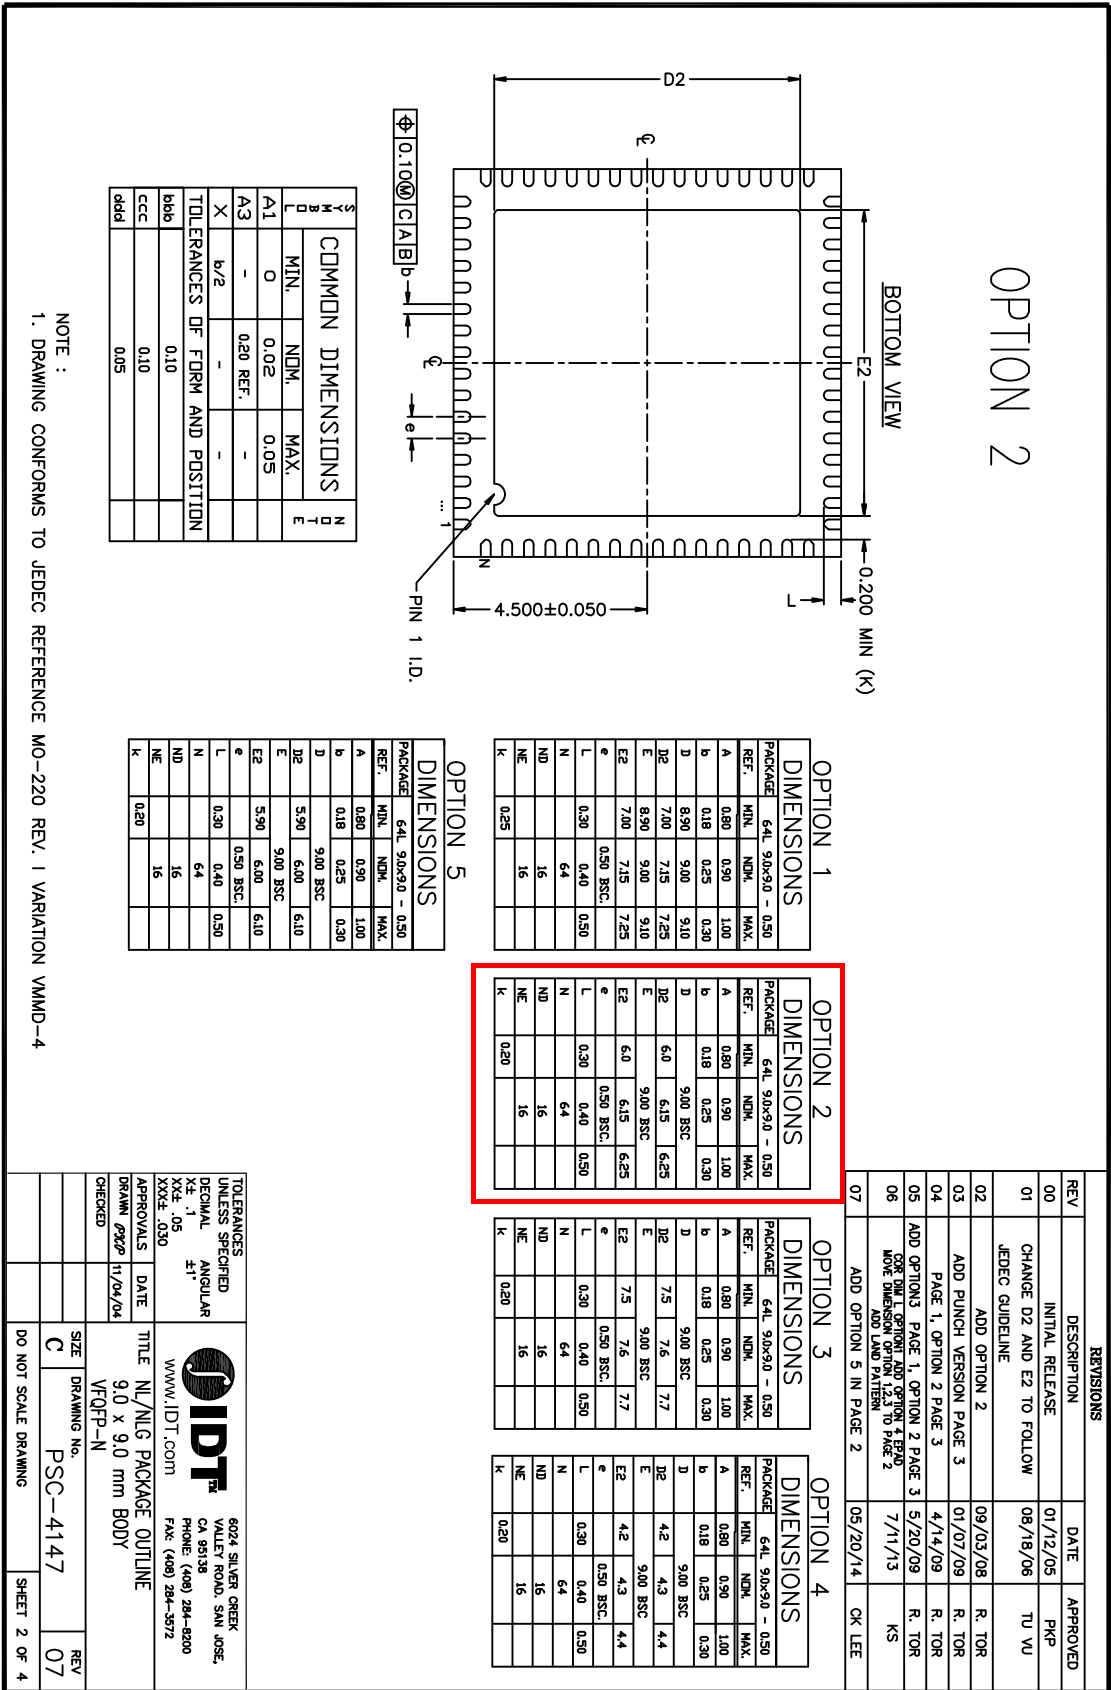 OPTION 2
BOTTOM VIEW
E2
D2
0.200 MIN (K)
L
4.500±0.050
PIN 1 I.D.
N
... 1
e
b
0.10 Ⓜ C A B
SYMBOL
COMMON DIMENSIONS
NOTE
MIN. NOM. MAX.
A1 0 0.02 0.05
A3 - 0.20 REF. -
X b/2 - -
TOLERANCES OF FORM AND POSITION
bbb 0.10
ccc 0.10
ddd 0.05
NOTE :
1. DRAWING CONFORMS TO JEDEC REFERENCE MO-220 REV. I VARIATION VMMD-4
OPTION 1
DIMENSIONS
PACKAGE 64L 9.0x9.0 - 0.50
REF. MIN. NOM. MAX.
A 0.80 0.90 1.00
b 0.18 0.25 0.30
D 8.90 9.00 9.10
D2 7.00 7.15 7.25
E 8.90 9.00 9.10
E2 7.00 7.15 7.25
e 0.50 BSC.
L 0.30 0.40 0.50
N 64
ND 16
NE 16
k 0.25
OPTION 2
DIMENSIONS
PACKAGE 64L 9.0x9.0 - 0.50
REF. MIN. NOM. MAX.
A 0.80 0.90 1.00
b 0.18 0.25 0.30
D 9.00 BSC
D2 6.0 6.15 6.25
E 9.00 BSC
E2 6.0 6.15 6.25
e 0.50 BSC.
L 0.30 0.40 0.50
N 64
ND 16
NE 16
k 0.20
OPTION 3
DIMENSIONS
PACKAGE 64L 9.0x9.0 - 0.50
REF. MIN. NOM. MAX.
A 0.80 0.90 1.00
b 0.18 0.25 0.30
D 9.00 BSC
D2 7.5 7.6 7.7
E 9.00 BSC
E2 7.5 7.6 7.7
e 0.50 BSC.
L 0.30 0.40 0.50
N 64
ND 16
NE 16
k 0.20
OPTION 4
DIMENSIONS
PACKAGE 64L 9.0x9.0 - 0.50
REF. MIN. NOM. MAX.
A 0.80 0.90 1.00
b 0.18 0.25 0.30
D 9.00 BSC
D2 4.2 4.3 4.4
E 9.00 BSC
E2 4.2 4.3 4.4
e 0.50 BSC.
L 0.30 0.40 0.50
N 64
ND 16
NE 16
k 0.20
OPTION 5
DIMENSIONS
PACKAGE 64L 9.0x9.0 - 0.50
REF. MIN. NOM. MAX.
A 0.80 0.90 1.00
b 0.18 0.25 0.30
D 9.00 BSC
D2 5.90 6.00 6.10
E 9.00 BSC
E2 5.90 6.00 6.10
e 0.50 BSC.
L 0.30 0.40 0.50
N 64
ND 16
NE 16
k 0.20
REVISIONS
REV DESCRIPTION DATE APPROVED
00 INITIAL RELEASE 01/12/05 PKP
01 CHANGE D2 AND E2 TO FOLLOW JEDEC GUIDELINE 08/18/06 TU VU
02 ADD OPTION 2 09/03/08 R. TOR
03 ADD PUNCH VERSION PAGE 3 01/07/09 R. TOR
04 PAGE 1, OPTION 2 PAGE 3 4/14/09 R. TOR
05 ADD OPTION3 PAGE 1, OPTION 2 PAGE 3 5/20/09 R. TOR
06 COR DIM L OPTION1 ADD OPTION 4 EPAD MOVE DIMENSION OPTION 1,2,3 TO PAGE 2 ADD LAND PATTERN 7/11/13 KS
07 ADD OPTION 5 IN PAGE 2 05/20/14 CK LEE
TOLERANCES
UNLESS SPECIFIED
DECIMAL ANGULAR
X± .1 ±1°
XX± .05
XXX± .030
APPROVALS DATE
DRAWN PKP 11/04/04
CHECKED
IDT™
www.IDT.com
6024 SILVER CREEK
VALLEY ROAD. SAN JOSE,
CA 95138
PHONE: (408) 284-8200
FAX: (408) 284-3572
TITLE NL/NLG PACKAGE OUTLINE
9.0 x 9.0 mm BODY
VFQFP-N
SIZE DRAWING No. REV
C PSC-4147 07
DO NOT SCALE DRAWING SHEET 2 OF 4